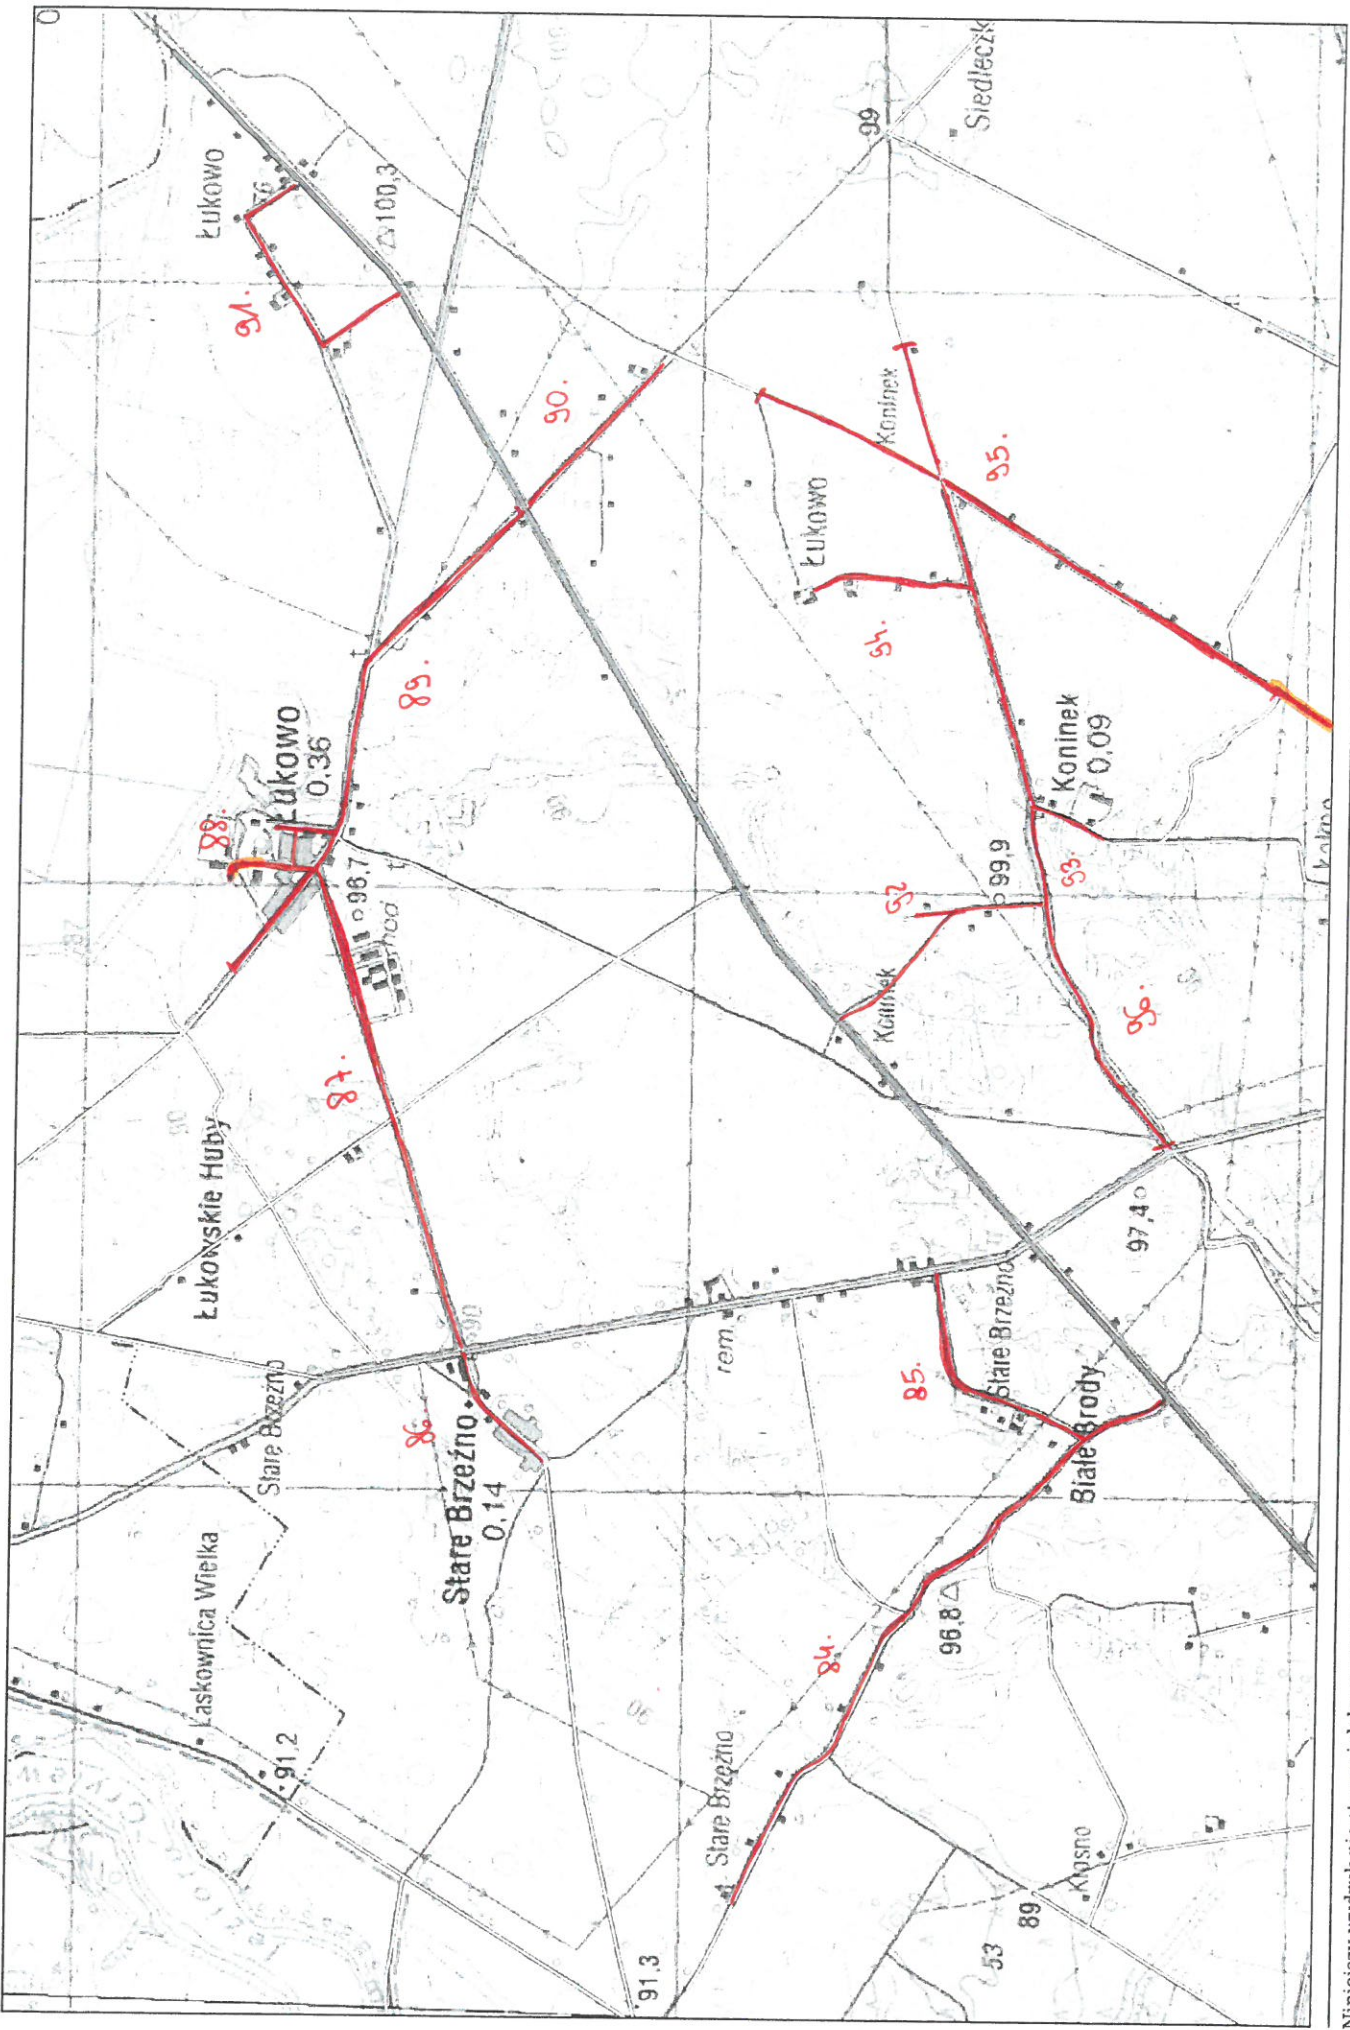 Łukowo
91.
76
100,3
99
Siedleczk
90.
Koninek
95.
Łukowo
94.
89.
Łukowo
0,36
88.
98,7
hod
87.
Koninek
0,09
93.
99,9
92
Koninek
96.
97,4
Łukowskie Huby
90
Stare Brzeźno
86.
Stare Brzeźno
0,14
rem
85.
Stare Brzeźno
Białe Brody
Laskownica Wielka
91,2
84.
96,8
Stare Brzeźno
Kłosno
89
53
91,3